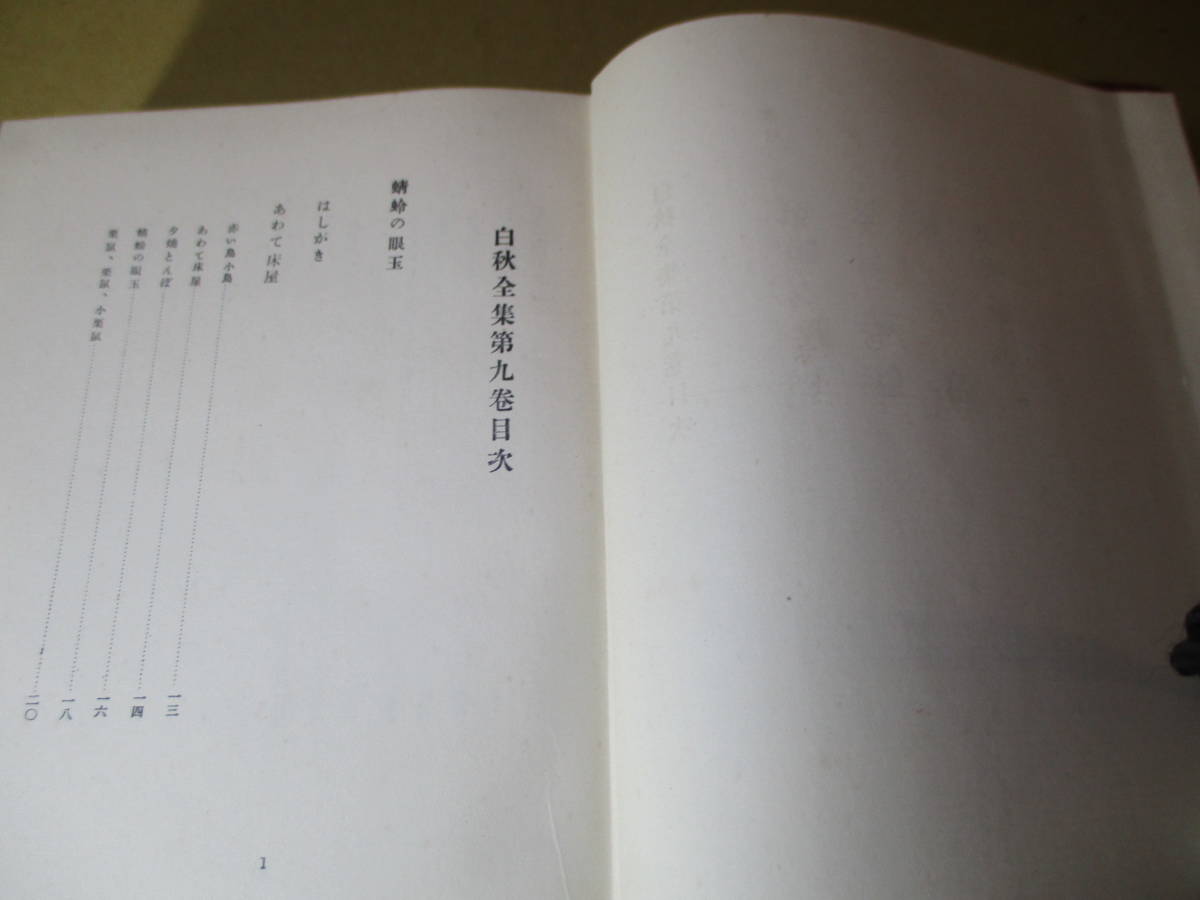 白秋全集第九卷目次
蜻蛉の眼玉
はしがき
あわて床屋
赤い鳥小鳥…………一三
あわて床屋…………一四
夕燒とんぼ…………一六
蜻蛉の眼玉…………一八
栗鼠、栗鼠、小栗鼠…………二〇
1